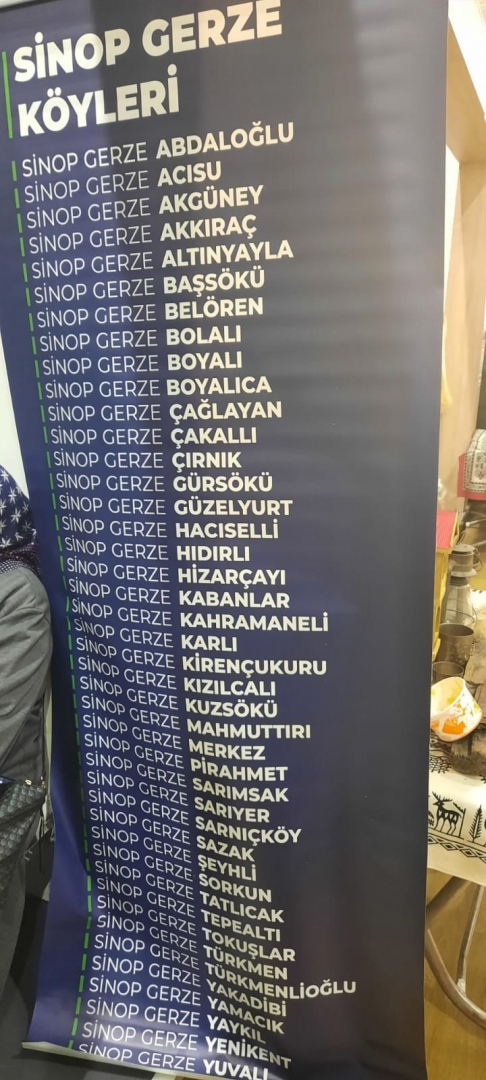 SİNOP GERZE
KÖYLERİ
SİNOP GERZE ABDALOĞLU
SİNOP GERZE ACISU
SİNOP GERZE AKGÜNEY
SİNOP GERZE AKKIRAÇ
SİNOP GERZE ALTINYAYLA
SİNOP GERZE BAŞSÖKÜ
SİNOP GERZE BELÖREN
SİNOP GERZE BOLALI
SİNOP GERZE BOYALI
SİNOP GERZE BOYALICA
SİNOP GERZE ÇAĞLAYAN
SİNOP GERZE ÇAKALLI
SİNOP GERZE ÇIRNIK
SİNOP GERZE GÜRSÖKÜ
SİNOP GERZE GÜZELYURT
SİNOP GERZE HACISELLİ
SİNOP GERZE HIDIRLI
SİNOP GERZE HİZARÇAYI
SİNOP GERZE KABANLAR
SİNOP GERZE KAHRAMANELİ
SİNOP GERZE KARLI
SİNOP GERZE KİRENÇUKURU
SİNOP GERZE KIZILCALI
SİNOP GERZE KUZSÖKÜ
SİNOP GERZE MAHMUTTIRI
SİNOP GERZE MERKEZ
SİNOP GERZE PİRAHMET
SİNOP GERZE SARIMSAK
SİNOP GERZE SARIYER
SİNOP GERZE SARNIÇKÖY
SİNOP GERZE SAZAK
SİNOP GERZE ŞEYHLİ
SİNOP GERZE SORKUN
SİNOP GERZE TATLICAK
SİNOP GERZE TEPEALTI
SİNOP GERZE TOKUŞLAR
SİNOP GERZE TÜRKMEN
SİNOP GERZE TÜRKMENLİOĞLU
SİNOP GERZE YAKADİBİ
SİNOP GERZE YAMACIK
SİNOP GERZE YAYKIL
SİNOP GERZE YENİKENT
SİNOP GERZE YUVALI